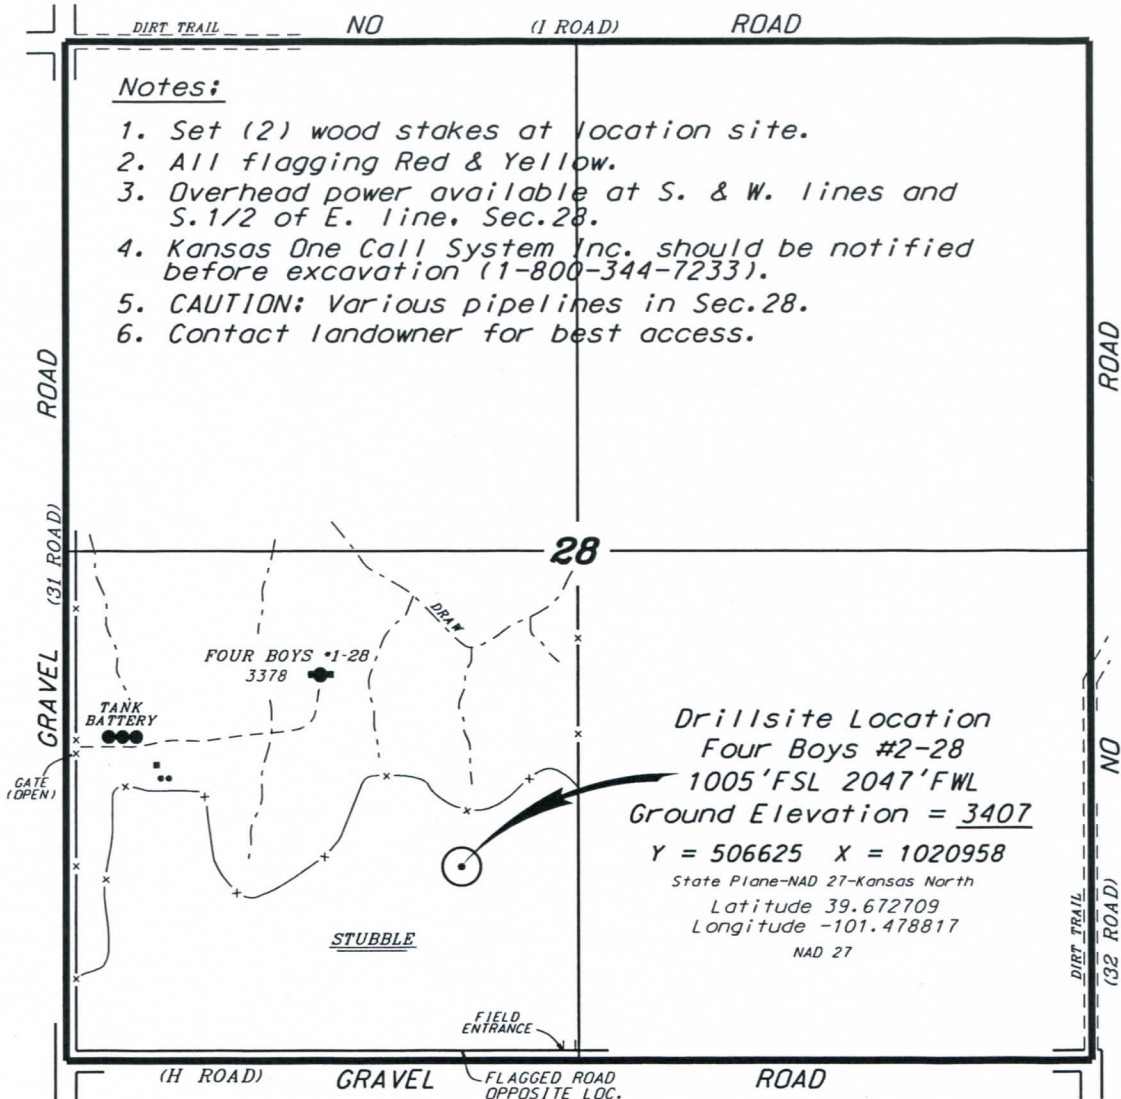 DIRT TRAIL NO (I ROAD) ROAD
Notes:
1. Set (2) wood stakes at location site.
2. All flagging Red & Yellow.
3. Overhead power available at S. & W. lines and
S.1/2 of E. line, Sec.28.
4. Kansas One Call System Inc. should be notified
before excavation (1-800-344-7233).
5. CAUTION: Various pipelines in Sec.28.
6. Contact landowner for best access.
ROAD
ROAD
(31 ROAD)
28
DRAW
FOUR BOYS #1-28
3378
GRAVEL
TANK
BATTERY
GATE
(OPEN)
Drillsite Location
Four Boys #2-28
1005'FSL 2047'FWL
Ground Elevation = 3407
Y = 506625 X = 1020958
State Plane-NAD 27-Kansas North
Latitude 39.672709
Longitude -101.478817
NAD 27
NO
DIRT TRAIL
(32 ROAD)
STUBBLE
FIELD
ENTRANCE
(H ROAD) GRAVEL ROAD
FLAGGED ROAD
OPPOSITE LOC.